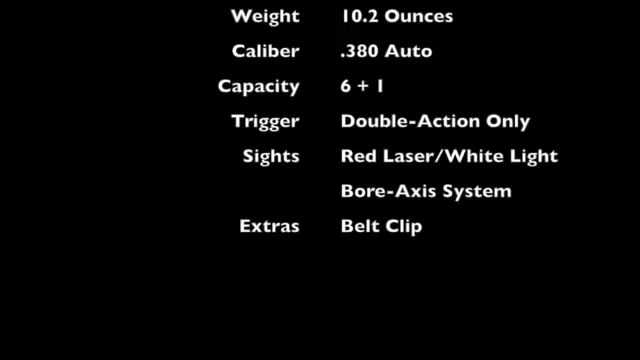 Weight 10.2 Ounces
Caliber .380 Auto
Capacity 6 + 1
Trigger Double-Action Only
Sights Red Laser/White Light
Bore-Axis System
Extras Belt Clip